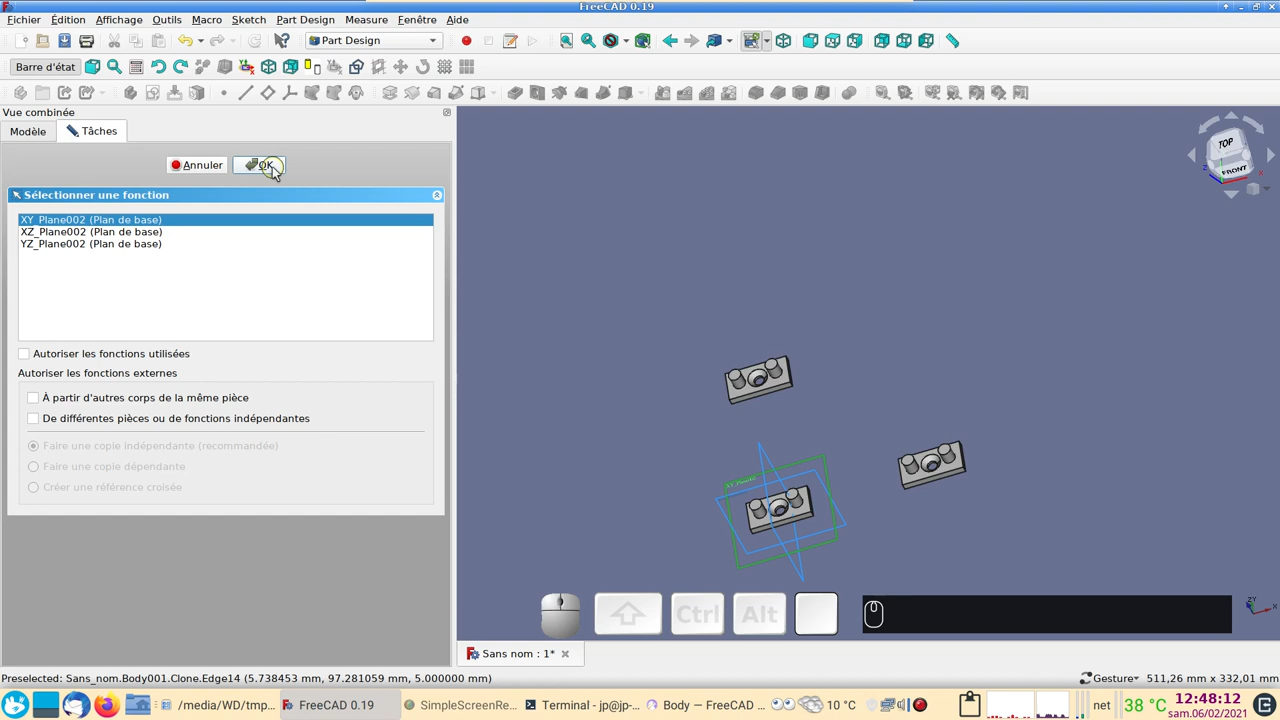 FreeCAD 0.19
Fichier Édition Affichage Outils Macro Sketch Part Design Measure Fenêtre Aide
Part Design
Barre d'état
Vue combinée
Modèle Tâches
Annuler OK
Sélectionner une fonction
XY_Plane002 (Plan de base)
XZ_Plane002 (Plan de base)
YZ_Plane002 (Plan de base)
Autoriser les fonctions utilisées
Autoriser les fonctions externes
À partir d'autres corps de la même pièce
De différentes pièces ou de fonctions indépendantes
Faire une copie indépendante (recommandée)
Faire une copie dépendante
Créer une référence croisée
TOP
FRONT
Ctrl Alt
Sans nom : 1*
Preselected: Sans_nom.Body001.Clone.Edge14 (5.738453 mm, 97.281059 mm, 5.000000 mm)
Gesture 511,26 mm x 332,01 mm
/media/WD/tmp... FreeCAD 0.19 SimpleScreenRe... Terminal - jp@jp-... Body — FreeCAD ... 10 °C net 38 °C 12:48:12
sam.06/02/2021